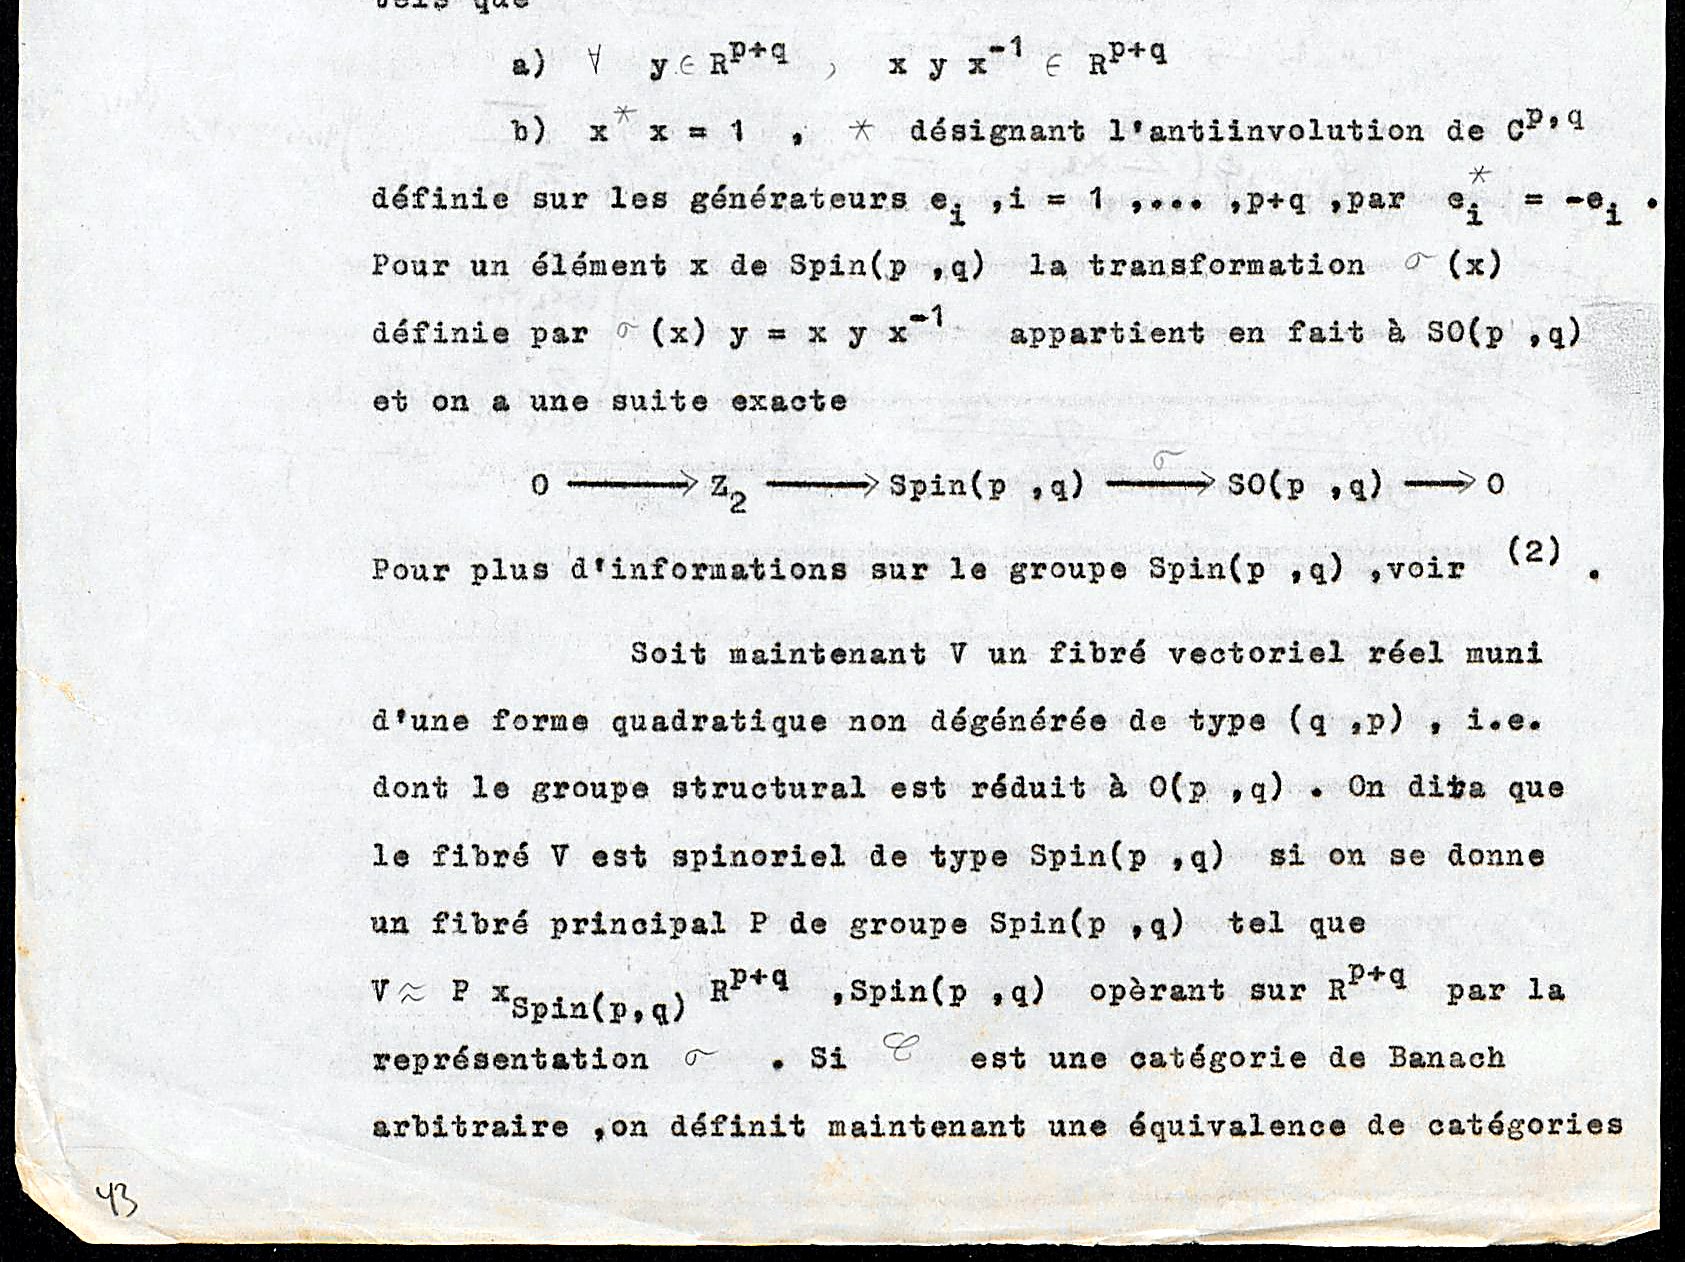 tels que
a) ∀ y ∈ R^{p+q} , x y x^{-1} ∈ R^{p+q}
b) x^* x = 1 , * désignant l'antiinvolution de C^{p,q}
définie sur les générateurs e_i ,i = 1 ,... ,p+q ,par e_i^* = -e_i .
Pour un élément x de Spin(p ,q) la transformation σ (x)
définie par σ (x) y = x y x^{-1} appartient en fait à SO(p ,q)
et on a une suite exacte
0 ⟶ Z_2 ⟶ Spin(p ,q) ⟶^σ SO(p ,q) ⟶ 0
Pour plus d'informations sur le groupe Spin(p ,q) ,voir ^{(2)} .
Soit maintenant V un fibré vectoriel réel muni
d'une forme quadratique non dégénérée de type (q ,p) , i.e.
dont le groupe structural est réduit à O(p ,q) . On dira que
le fibré V est spinoriel de type Spin(p ,q) si on se donne
un fibré principal P de groupe Spin(p ,q) tel que
V ≈ P x_{Spin(p,q)} R^{p+q} ,Spin(p ,q) opèrant sur R^{p+q} par la
représentation σ . Si 𝒞 est une catégorie de Banach
arbitraire ,on définit maintenant une équivalence de catégories
43